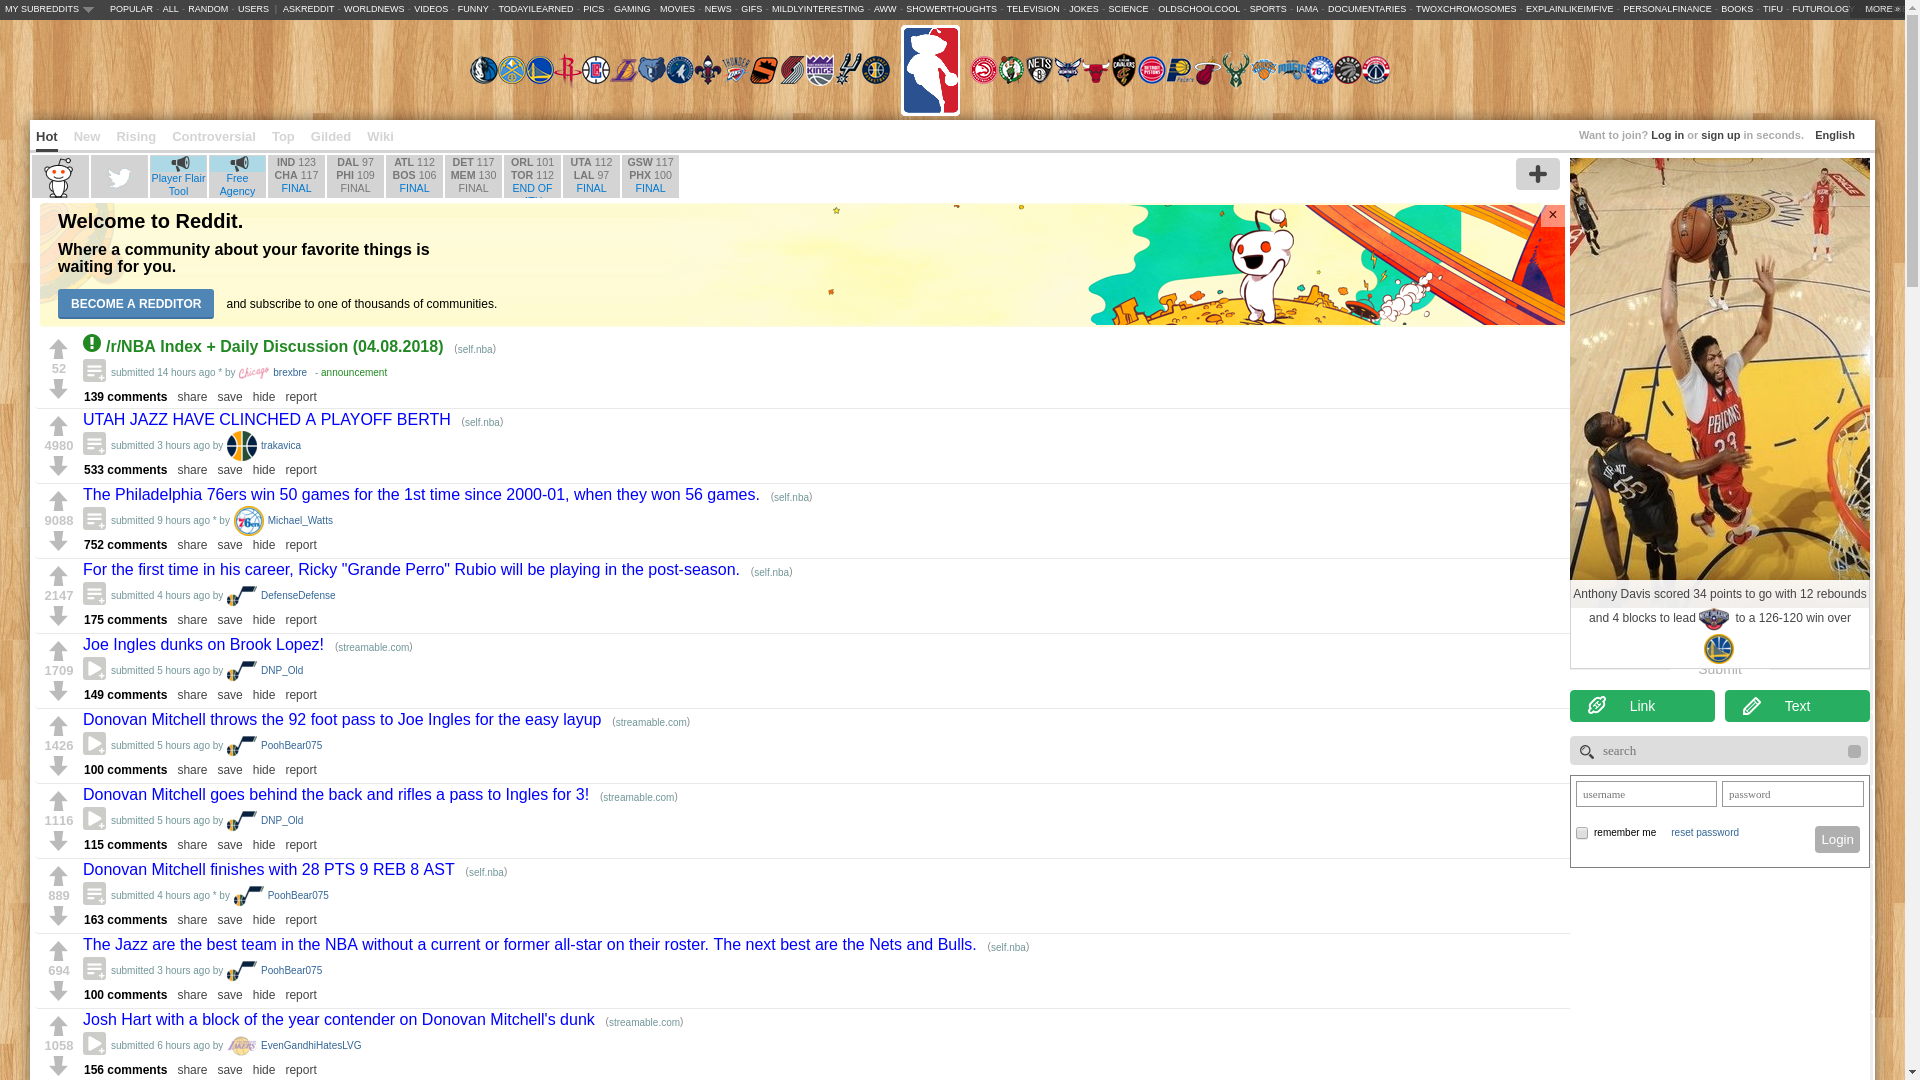 MY SUBREDDITS POPULAR - ALL - RANDOM - USERS | ASKREDDIT - WORLDNEWS - VIDEOS - FUNNY - TODAYILEARNED - PICS - GAMING - MOVIES - NEWS - GIFS - MILDLYINTERESTING - AWW - SHOWERTHOUGHTS - TELEVISION - JOKES - SCIENCE - OLDSCHOOLCOOL - SPORTS - IAMA - DOCUMENTARIES - TWOXCHROMOSOMES - EXPLAINLIKEIMFIVE - PERSONALFINANCE - BOOKS - TIFU - FUTUROLOGY MORE »
Hot New Rising Controversial Top Gilded Wiki
Want to join? Log in or sign up in seconds. English
Player Flair Tool
Free Agency
IND 123
CHA 117
FINAL
DAL 97
PHI 109
FINAL
ATL 112
BOS 106
FINAL
DET 117
MEM 130
FINAL
ORL 101
TOR 112
END OF
UTA 112
LAL 97
FINAL
GSW 117
PHX 100
FINAL
Welcome to Reddit.
Where a community about your favorite things is
waiting for you.
BECOME A REDDITOR and subscribe to one of thousands of communities.
×
/r/NBA Index + Daily Discussion (04.08.2018) (self.nba)
52
submitted 14 hours ago * by Chicago brexbre - announcement
139 comments share save hide report
UTAH JAZZ HAVE CLINCHED A PLAYOFF BERTH (self.nba)
4980
submitted 3 hours ago by trakavica
533 comments share save hide report
The Philadelphia 76ers win 50 games for the 1st time since 2000-01, when they won 56 games. (self.nba)
9088
submitted 9 hours ago * by Michael_Watts
752 comments share save hide report
For the first time in his career, Ricky "Grande Perro" Rubio will be playing in the post-season. (self.nba)
2147
submitted 4 hours ago by DefenseDefense
175 comments share save hide report
Joe Ingles dunks on Brook Lopez! (streamable.com)
1709
submitted 5 hours ago by DNP_Old
149 comments share save hide report
Donovan Mitchell throws the 92 foot pass to Joe Ingles for the easy layup (streamable.com)
1426
submitted 5 hours ago by PoohBear075
100 comments share save hide report
Donovan Mitchell goes behind the back and rifles a pass to Ingles for 3! (streamable.com)
1116
submitted 5 hours ago by DNP_Old
115 comments share save hide report
Donovan Mitchell finishes with 28 PTS 9 REB 8 AST (self.nba)
889
submitted 4 hours ago * by PoohBear075
163 comments share save hide report
The Jazz are the best team in the NBA without a current or former all-star on their roster. The next best are the Nets and Bulls. (self.nba)
694
submitted 3 hours ago by PoohBear075
100 comments share save hide report
Josh Hart with a block of the year contender on Donovan Mitchell's dunk (streamable.com)
1058
submitted 6 hours ago by EvenGandhiHatesLVG
156 comments share save hide report
PELICANS
23
DURANT
35
Anthony Davis scored 34 points to go with 12 rebounds
and 4 blocks to lead to a 126-120 win over
Submit
Link Text
search
username password
remember me reset password
Login